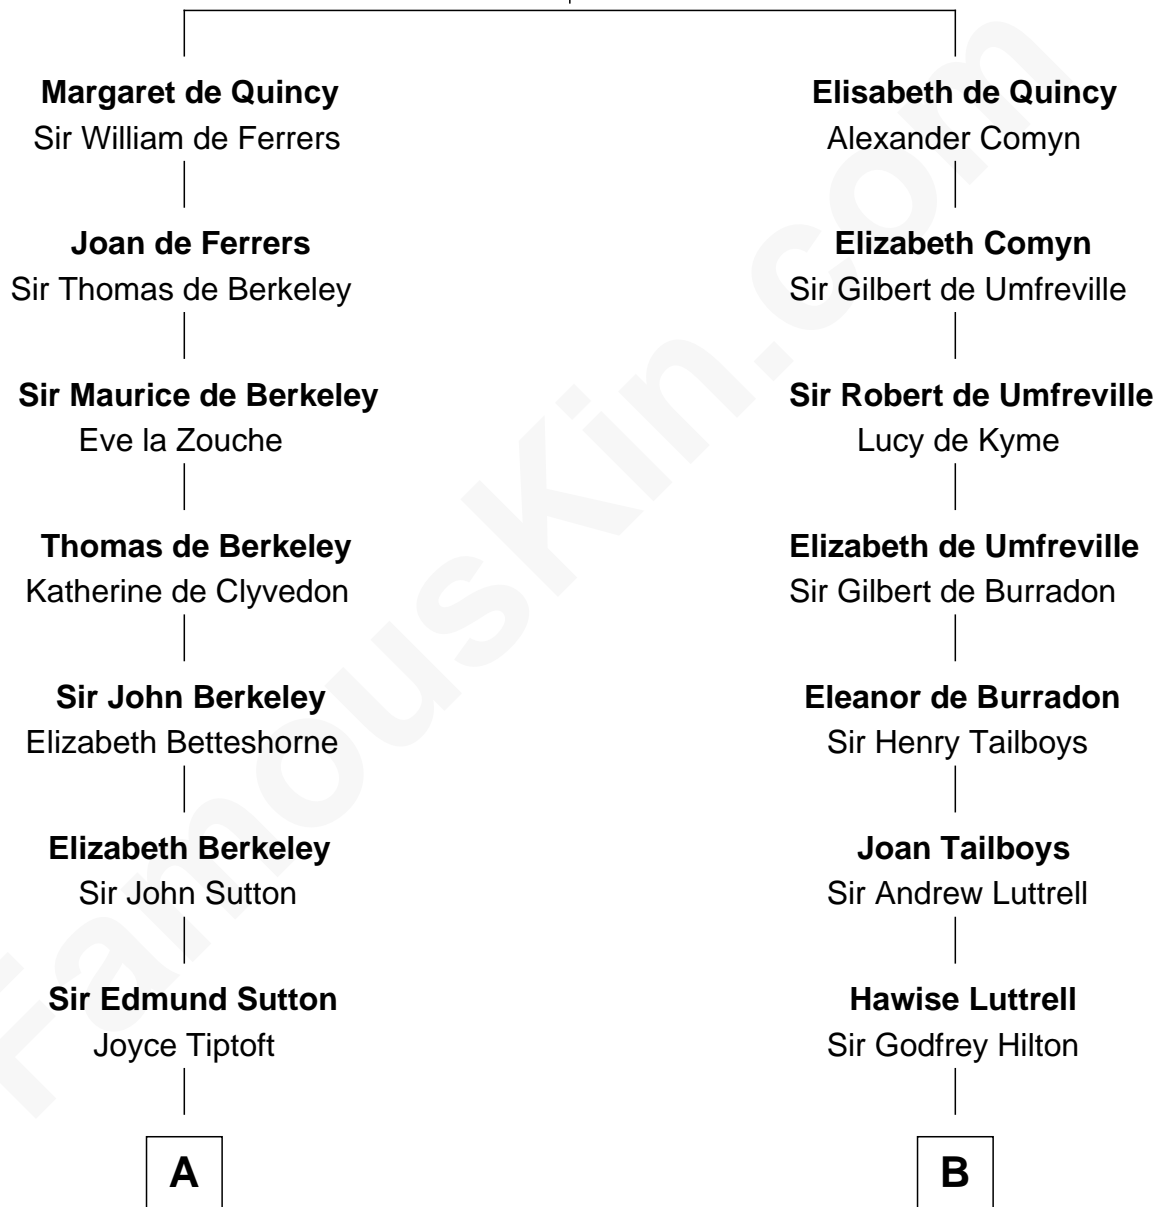 Margaret de Quincy
Sir William de Ferrers
Joan de Ferrers
Sir Thomas de Berkeley
Sir Maurice de Berkeley
Eve la Zouche
Thomas de Berkeley
Katherine de Clyvedon
Sir John Berkeley
Elizabeth Betteshorne
Elizabeth Berkeley
Sir John Sutton
Sir Edmund Sutton
Joyce Tiptoft
A
Elisabeth de Quincy
Alexander Comyn
Elizabeth Comyn
Sir Gilbert de Umfreville
Sir Robert de Umfreville
Lucy de Kyme
Elizabeth de Umfreville
Sir Gilbert de Burradon
Eleanor de Burradon
Sir Henry Tailboys
Joan Tailboys
Sir Andrew Luttrell
Hawise Luttrell
Sir Godfrey Hilton
B
FamousKin.com